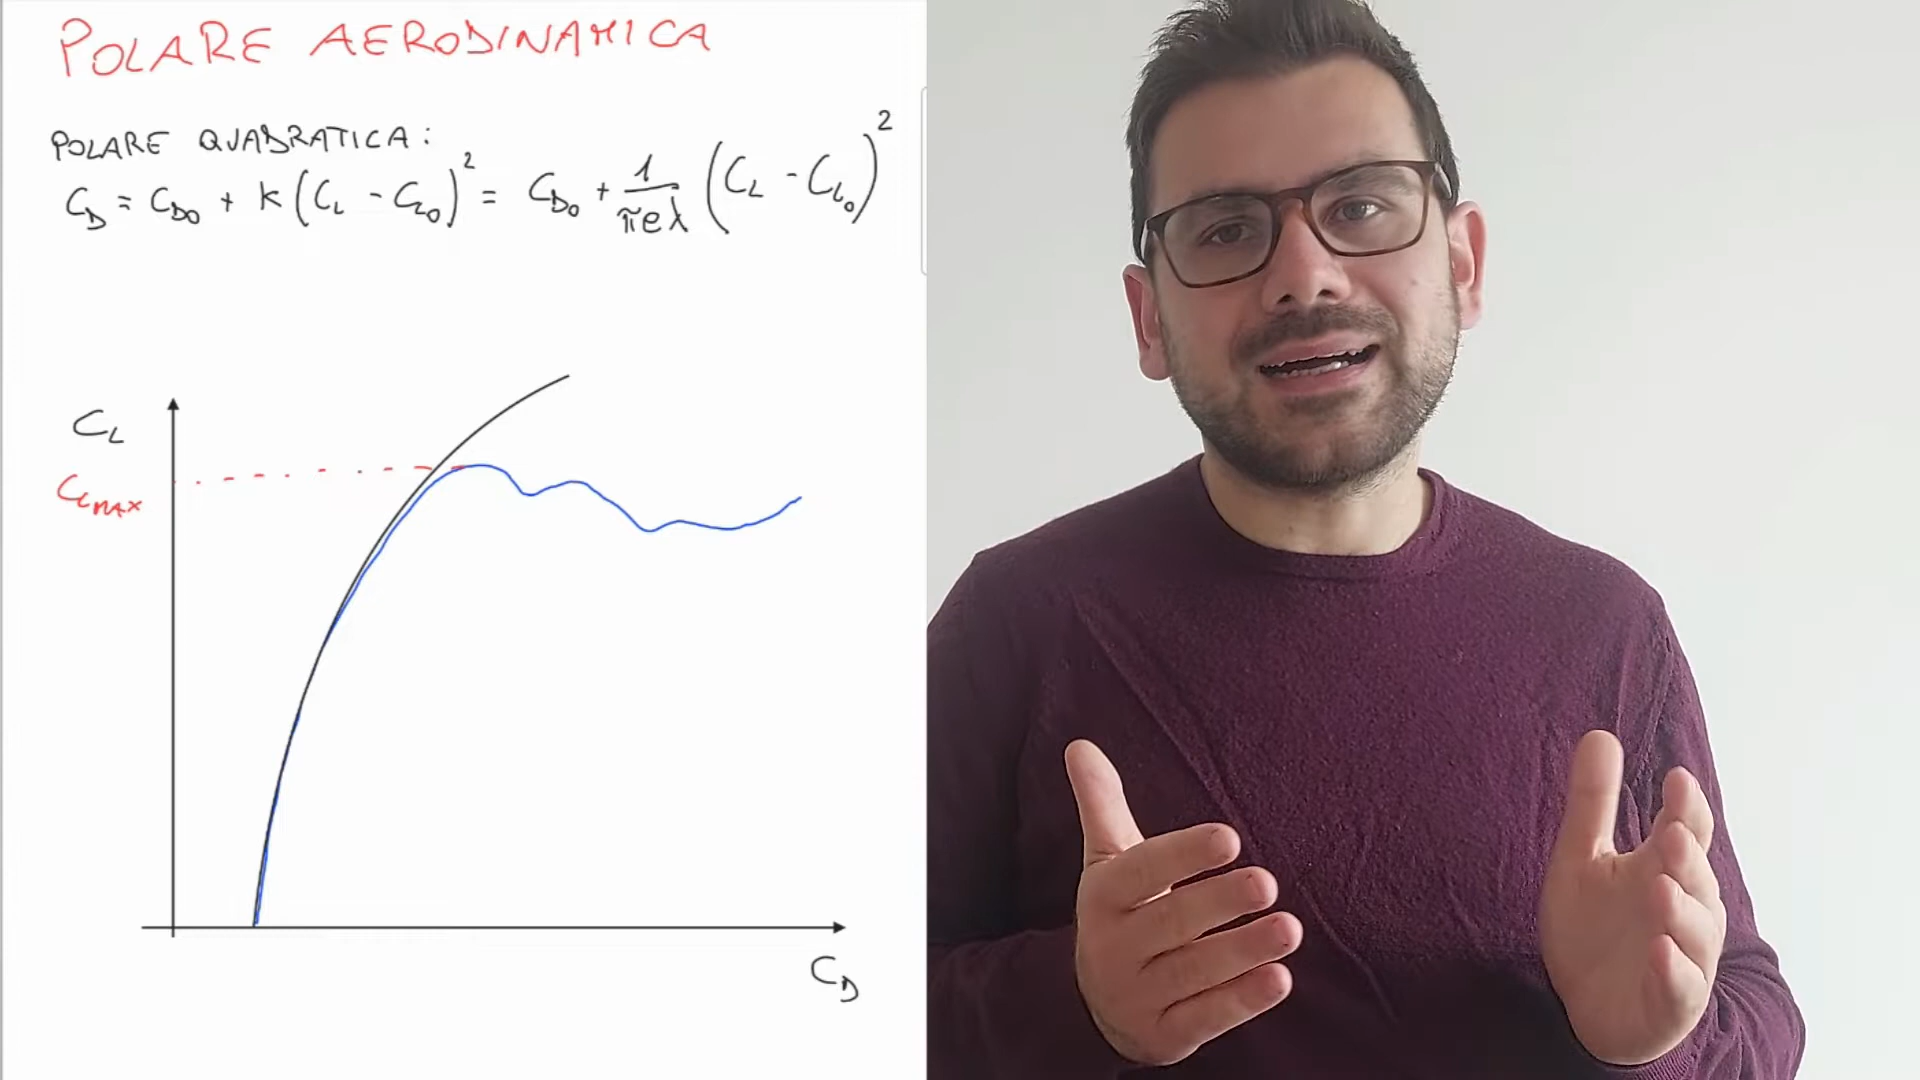 POLARE AERODINAMICA
POLARE QUADRATICA:
C_D = C_D0 + K(C_L - C_L0)² = C_D0 + 1/(πeλ) (C_L - C_L0)²
C_L
C_LMAX
C_D